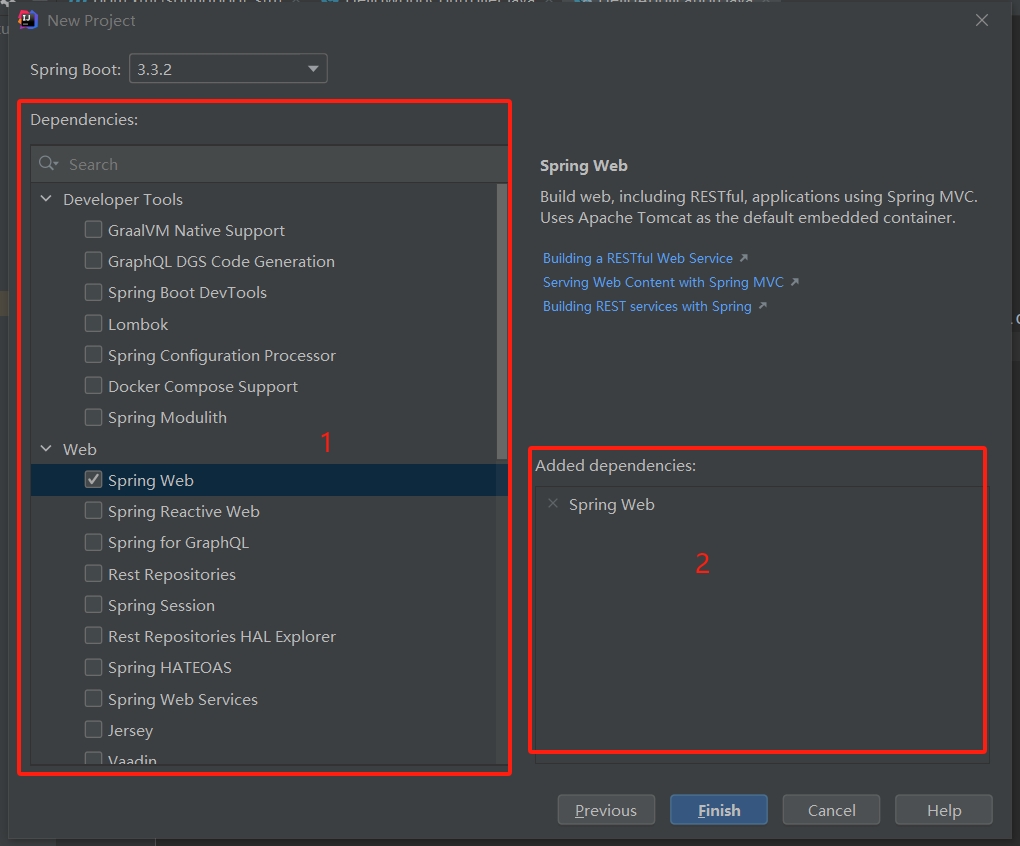 New Project
Spring Boot: 3.3.2
Dependencies:
Search
Developer Tools
GraalVM Native Support
GraphQL DGS Code Generation
Spring Boot DevTools
Lombok
Spring Configuration Processor
Docker Compose Support
Spring Modulith
1
Web
Spring Web
Spring Reactive Web
Spring for GraphQL
Rest Repositories
Spring Session
Rest Repositories HAL Explorer
Spring HATEOAS
Spring Web Services
Jersey
Vaadin
Spring Web
Build web, including RESTful, applications using Spring MVC.
Uses Apache Tomcat as the default embedded container.
Building a RESTful Web Service
Serving Web Content with Spring MVC
Building REST services with Spring
Added dependencies:
Spring Web
2
Previous
Finish
Cancel
Help